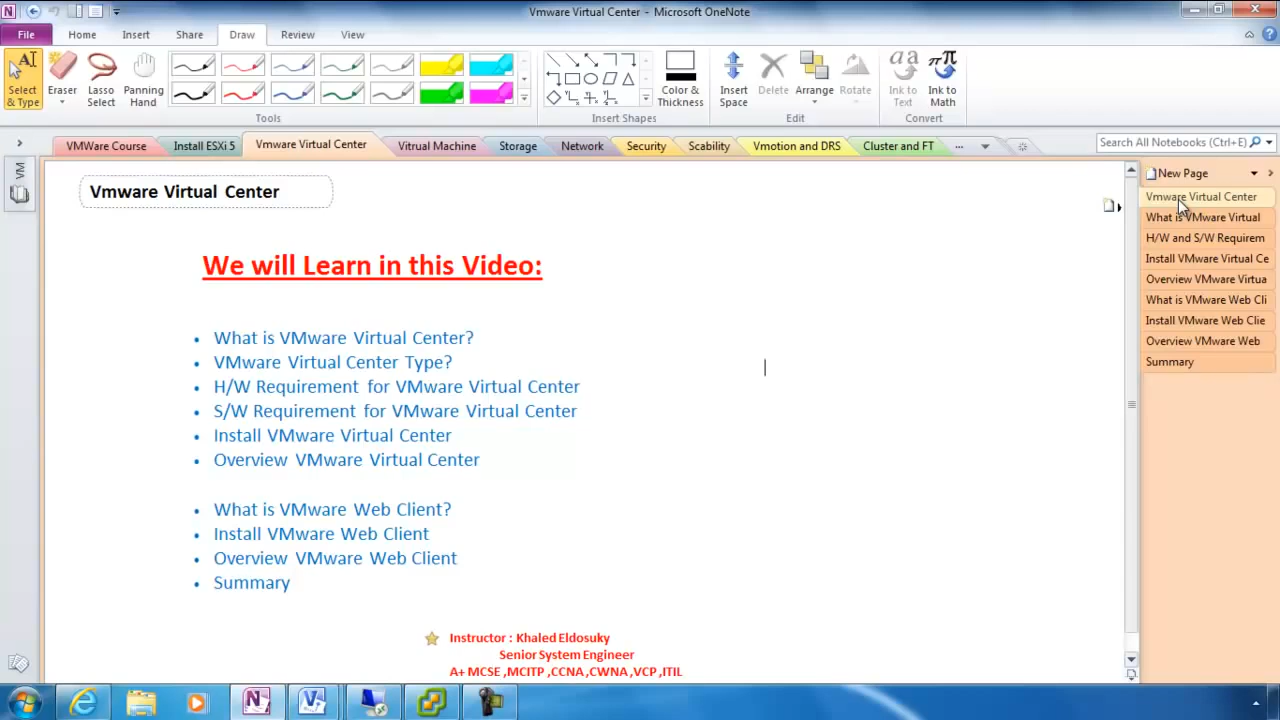 Vmware Virtual Center - Microsoft OneNote
File Home Insert Share Draw Review View
Select & Type
Eraser
Lasso Select
Panning Hand
Color & Thickness
Insert Space
Delete
Arrange
Rotate
Ink to Text
Ink to Math
Tools Insert Shapes Edit Convert
VMWare Course Install ESXi 5 Vmware Virtual Center Vitrual Machine Storage Network Security Scability Vmotion and DRS Cluster and FT ... Search All Notebooks (Ctrl+E)
VM
Vmware Virtual Center
We will Learn in this Video:
• What is VMware Virtual Center?
• VMware Virtual Center Type?
• H/W Requirement for VMware Virtual Center
• S/W Requirement for VMware Virtual Center
• Install VMware Virtual Center
• Overview VMware Virtual Center
• What is VMware Web Client?
• Install VMware Web Client
• Overview VMware Web Client
• Summary
Instructor : Khaled Eldosuky
Senior System Engineer
A+ MCSE ,MCITP ,CCNA ,CWNA ,VCP ,ITIL
New Page
Vmware Virtual Center
What is VMware Virtual
H/W and S/W Requirem
Install VMware Virtual Ce
Overview VMware Virtua
What is VMware Web Cli
Install VMware Web Clie
Overview VMware Web
Summary